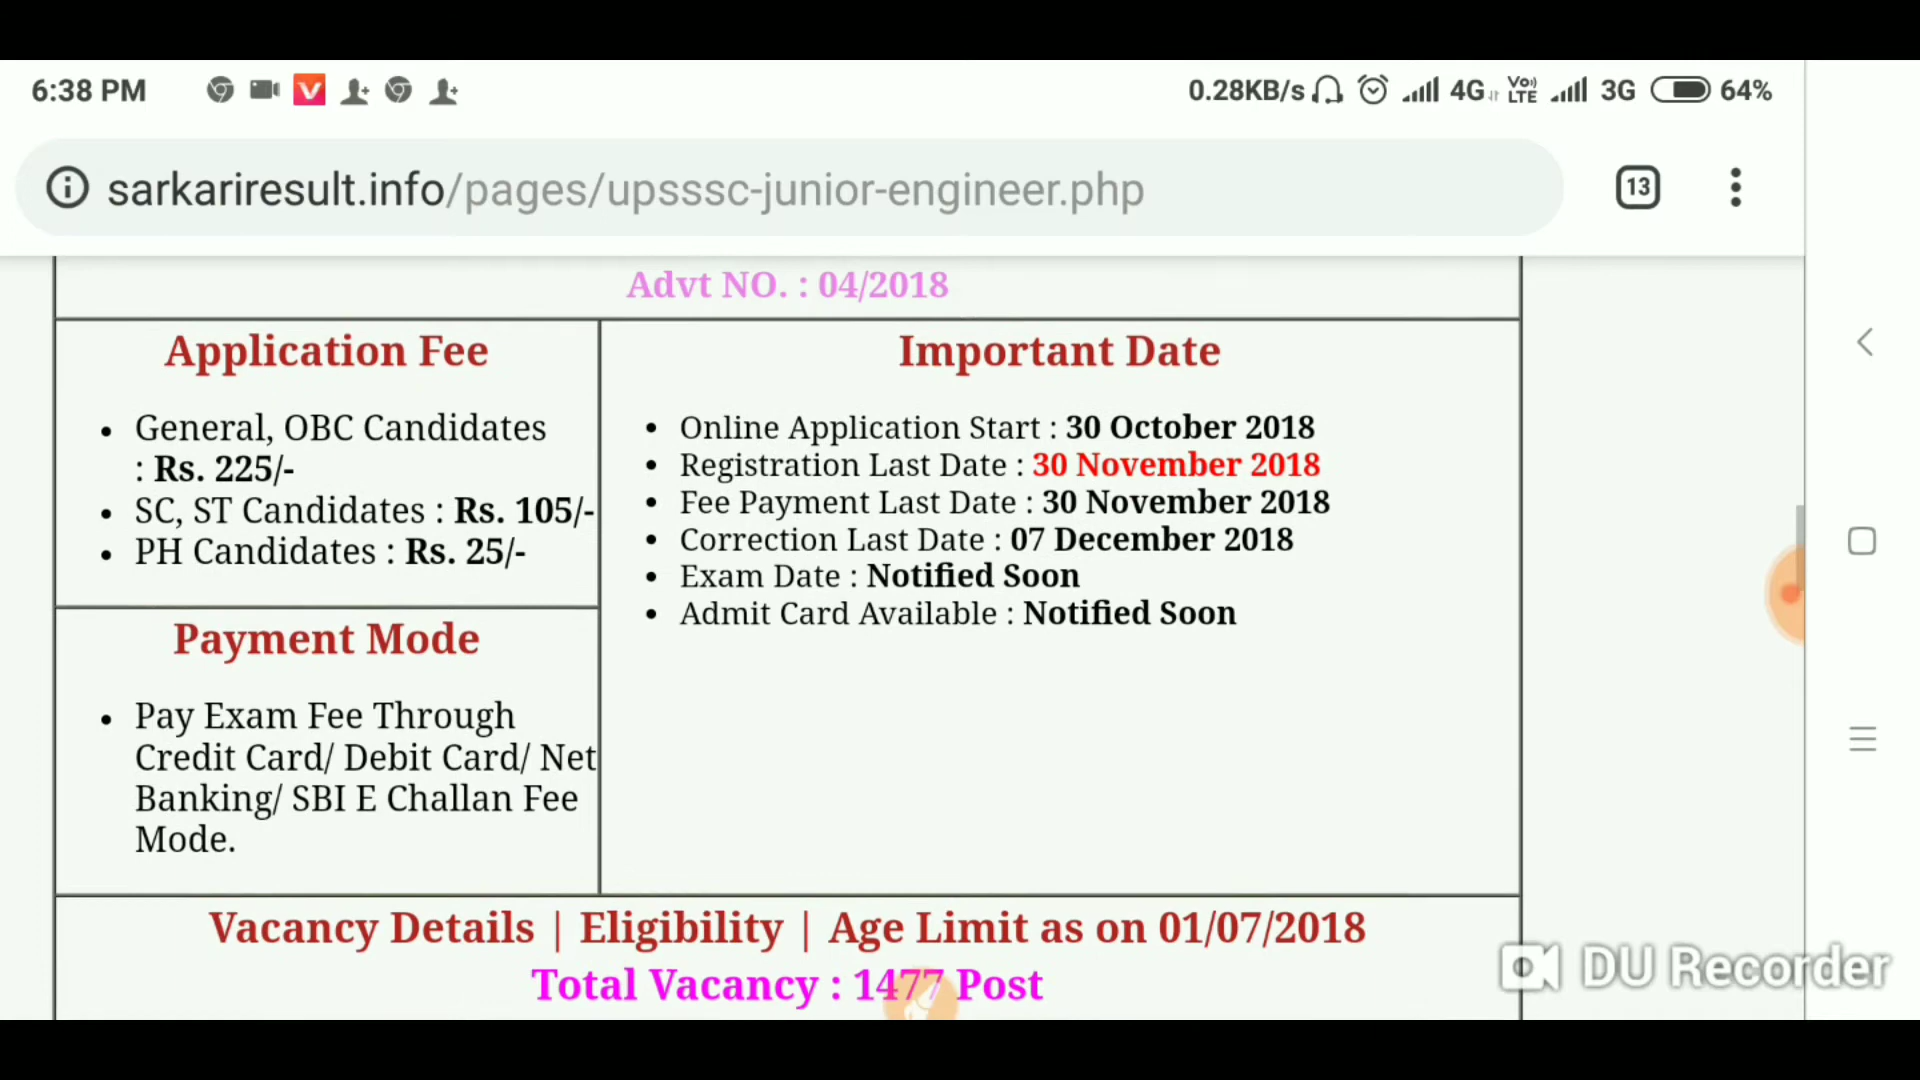 6:38 PM
0.28KB/s 4G VoLTE 3G 64%
sarkariresult.info/pages/upsssc-junior-engineer.php
13
Advt NO. : 04/2018
Application Fee
General, OBC Candidates
: Rs. 225/-
SC, ST Candidates : Rs. 105/-
PH Candidates : Rs. 25/-
Important Date
Online Application Start : 30 October 2018
Registration Last Date : 30 November 2018
Fee Payment Last Date : 30 November 2018
Correction Last Date : 07 December 2018
Exam Date : Notified Soon
Admit Card Available : Notified Soon
Payment Mode
Pay Exam Fee Through
Credit Card/ Debit Card/ Net
Banking/ SBI E Challan Fee
Mode.
Vacancy Details | Eligibility | Age Limit as on 01/07/2018
Total Vacancy : 1477 Post
DU Recorder